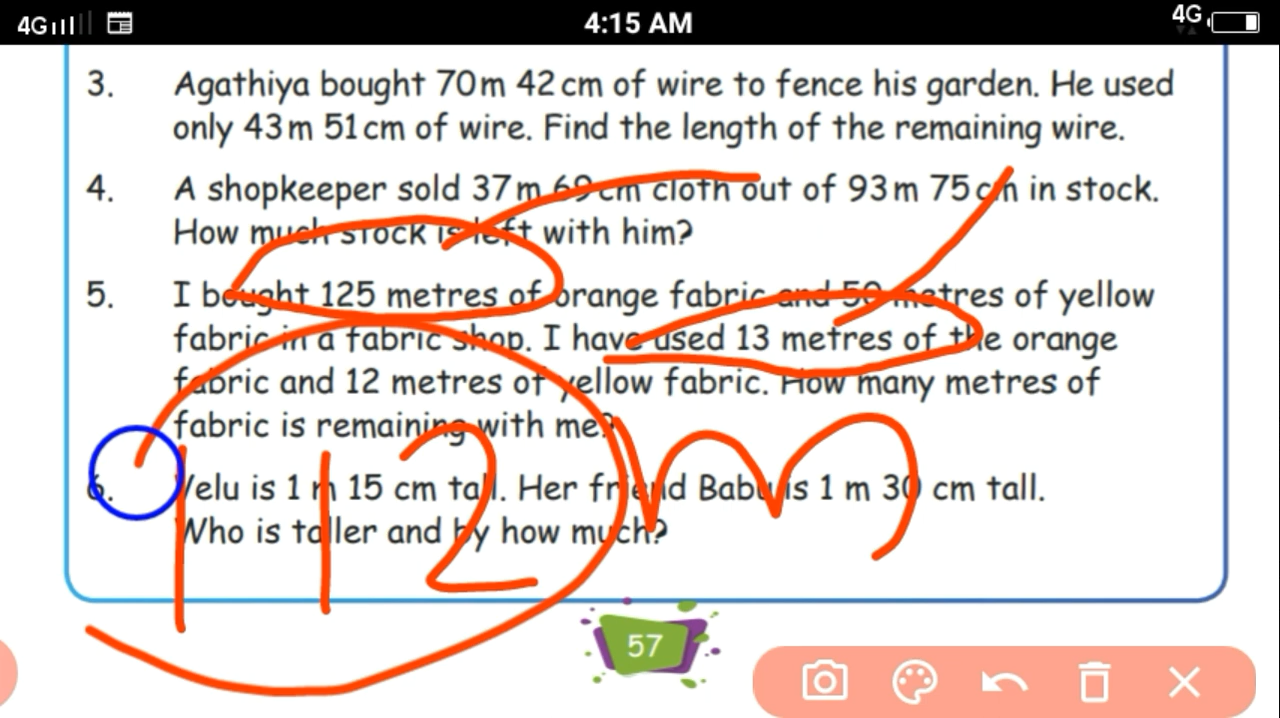 4G 4:15 AM 4G
3. Agathiya bought 70m 42cm of wire to fence his garden. He used
only 43m 51cm of wire. Find the length of the remaining wire.
4. A shopkeeper sold 37m 69cm cloth out of 93m 75cm in stock.
How much stock is left with him?
5. I bought 125 metres of orange fabric and 50 metres of yellow
fabric in a fabric shop. I have used 13 metres of the orange
fabric and 12 metres of yellow fabric. How many metres of
fabric is remaining with me?
112 m
6. Velu is 1 m 15 cm tall. Her friend Babu is 1 m 30 cm tall.
Who is taller and by how much?
57